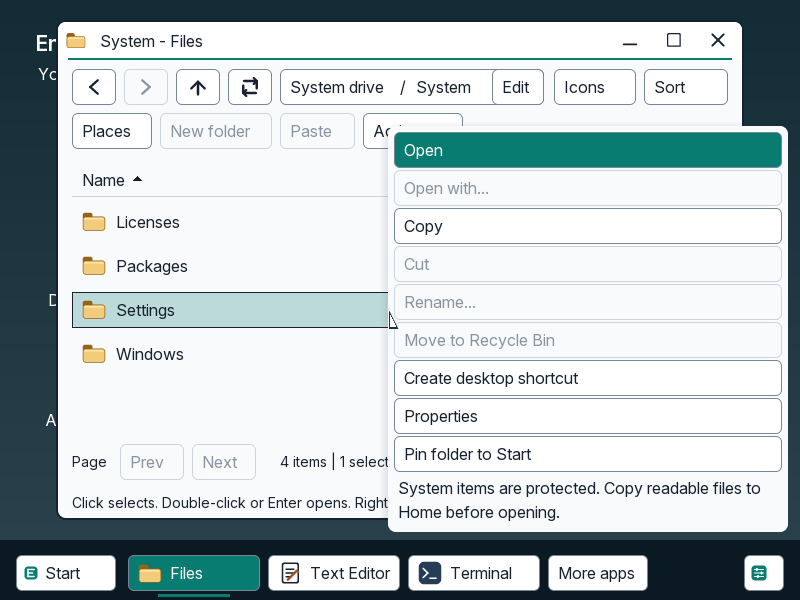 System - Files
System drive / System
Edit
Icons
Sort
Places
New folder
Paste
Name
Licenses
Packages
Settings
Windows
Page
Prev
Next
4 items | 1 select
Click selects. Double-click or Enter opens. Right
Open
Open with...
Copy
Cut
Rename...
Move to Recycle Bin
Create desktop shortcut
Properties
Pin folder to Start
System items are protected. Copy readable files to
Home before opening.
Start
Files
Text Editor
Terminal
More apps